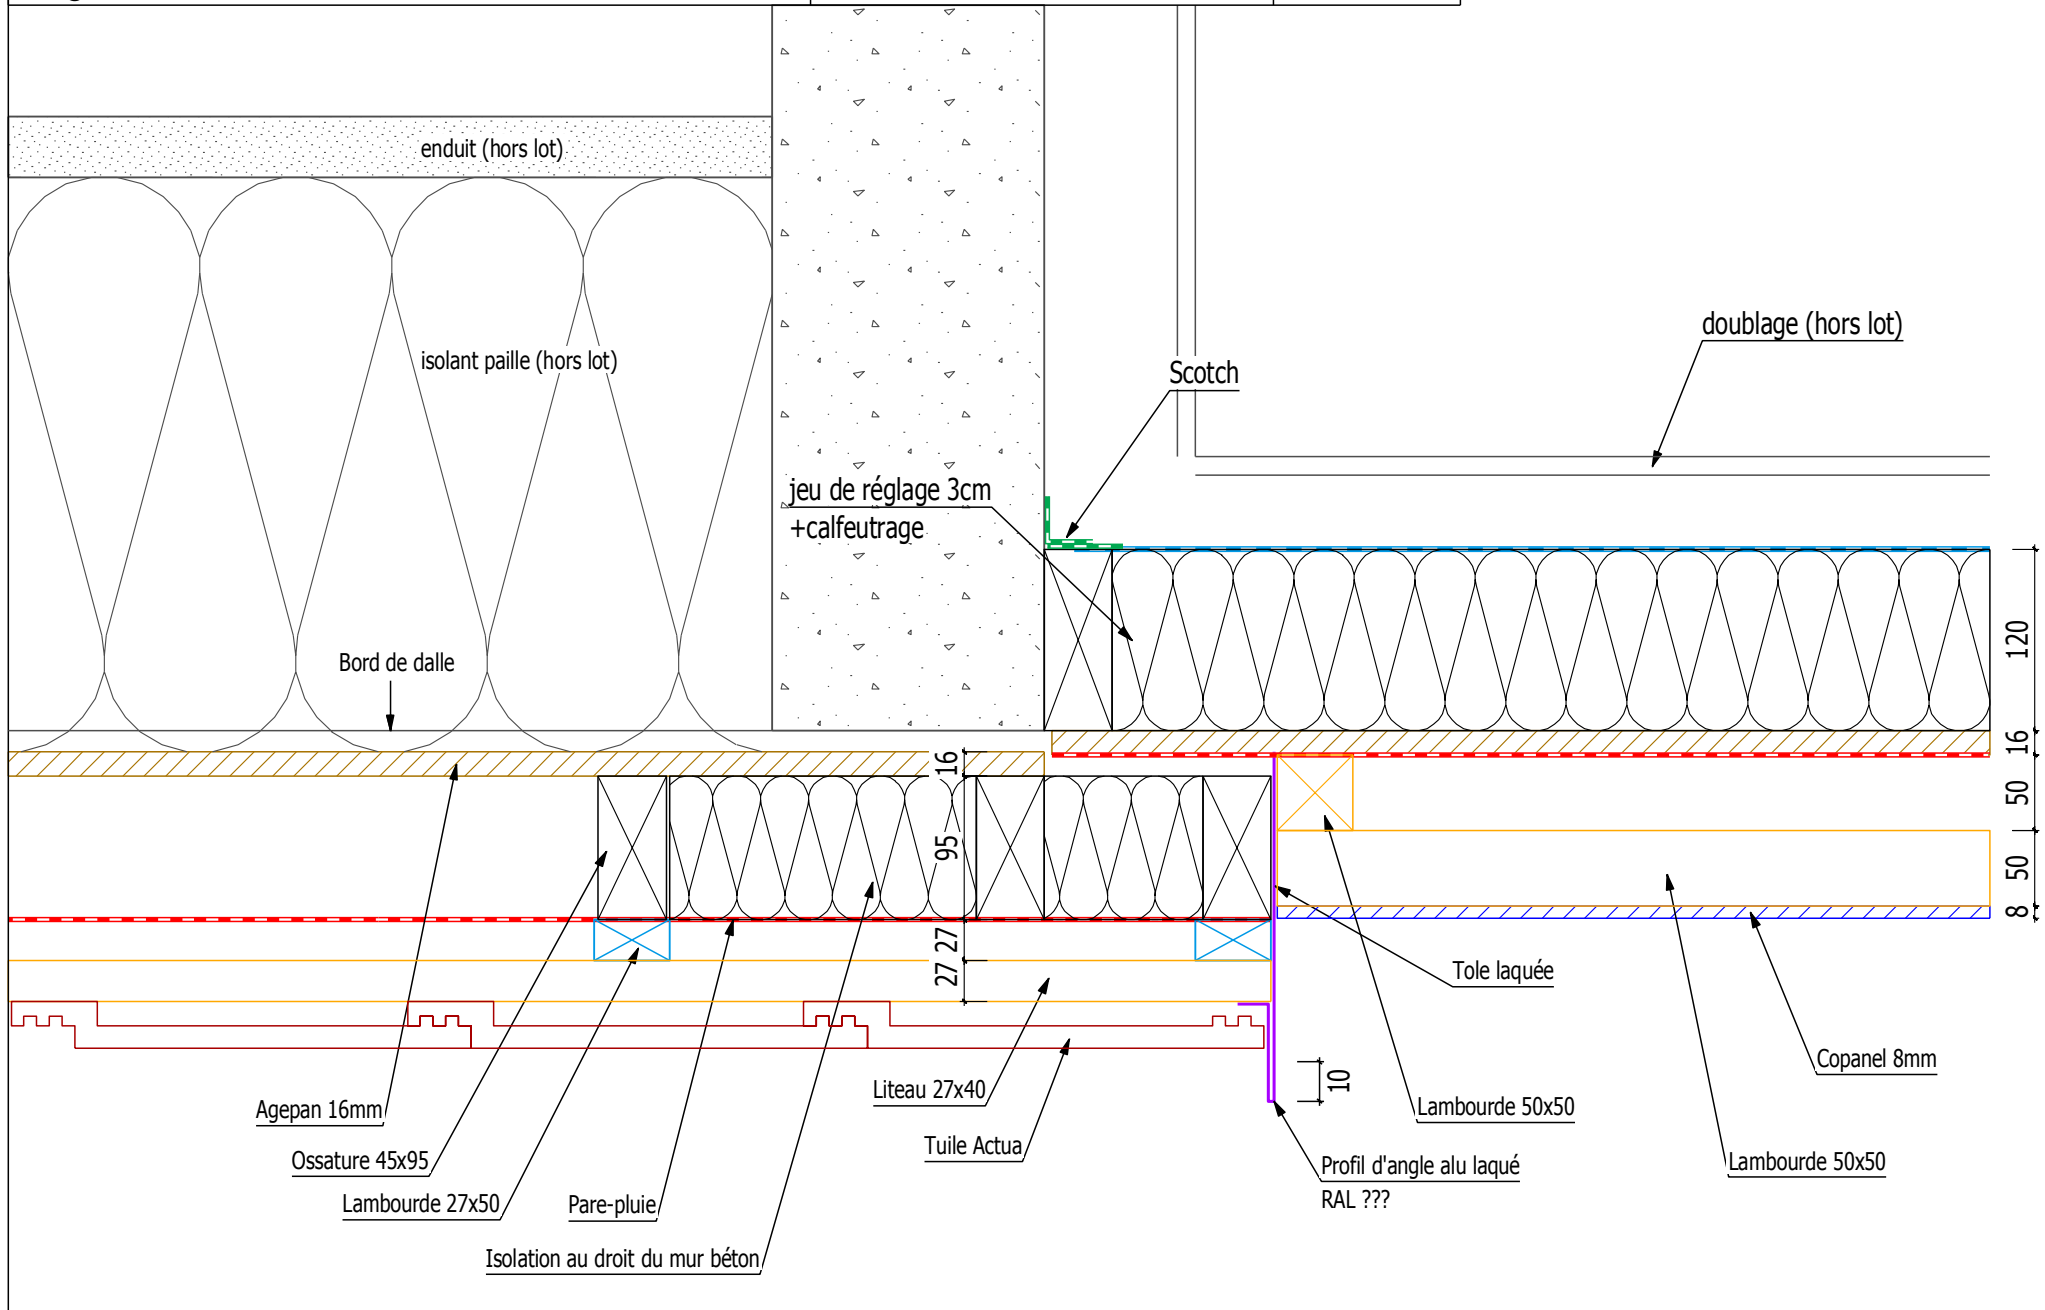 enduit (hors lot)
isolant paille (hors lot)
doublage (hors lot)
Scotch
jeu de réglage 3cm
+calfeutrage
Bord de dalle
120
16
50
50
8
16
95
27
27
10
Tole laquée
Copanel 8mm
Liteau 27x40
Agepan 16mm
Lambourde 50x50
Tuile Actua
Ossature 45x95
Profil d'angle alu laqué
RAL ???
Lambourde 50x50
Lambourde 27x50
Pare-pluie
Isolation au droit du mur béton